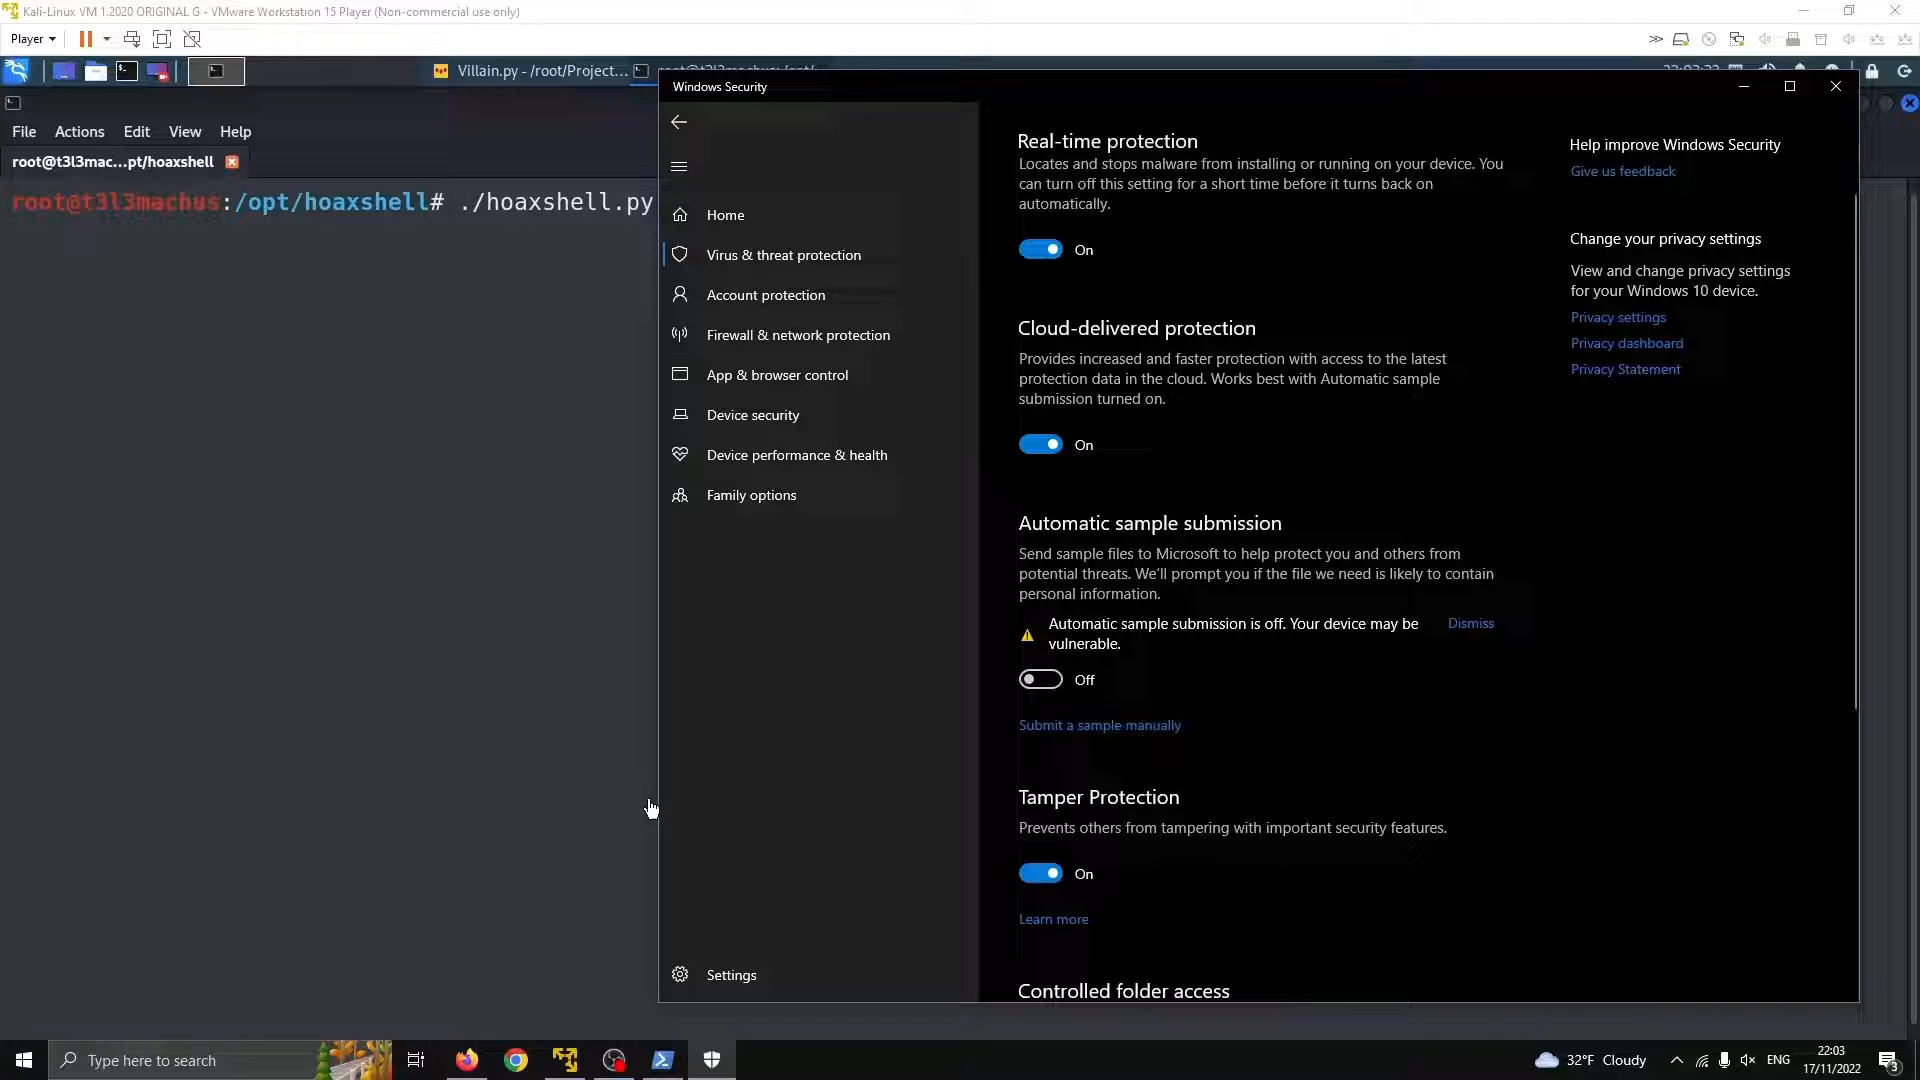 Kali-Linux VM 1.2020 ORIGINAL G - VMware Workstation 15 Player (Non-commercial use only)
Player
Villain.py - /root/Project...
File Actions Edit View Help
root@t3l3mac...pt/hoaxshell
root@t3l3machus:/opt/hoaxshell# ./hoaxshell.py
Windows Security
Home
Virus & threat protection
Account protection
Firewall & network protection
App & browser control
Device security
Device performance & health
Family options
Settings
Real-time protection
Locates and stops malware from installing or running on your device. You
can turn off this setting for a short time before it turns back on
automatically.
On
Cloud-delivered protection
Provides increased and faster protection with access to the latest
protection data in the cloud. Works best with Automatic sample
submission turned on.
On
Automatic sample submission
Send sample files to Microsoft to help protect you and others from
potential threats. We'll prompt you if the file we need is likely to contain
personal information.
Automatic sample submission is off. Your device may be
vulnerable.
Dismiss
Off
Submit a sample manually
Tamper Protection
Prevents others from tampering with important security features.
On
Learn more
Controlled folder access
Help improve Windows Security
Give us feedback
Change your privacy settings
View and change privacy settings
for your Windows 10 device.
Privacy settings
Privacy dashboard
Privacy Statement
Type here to search
32°F Cloudy
ENG
22:03
17/11/2022
3